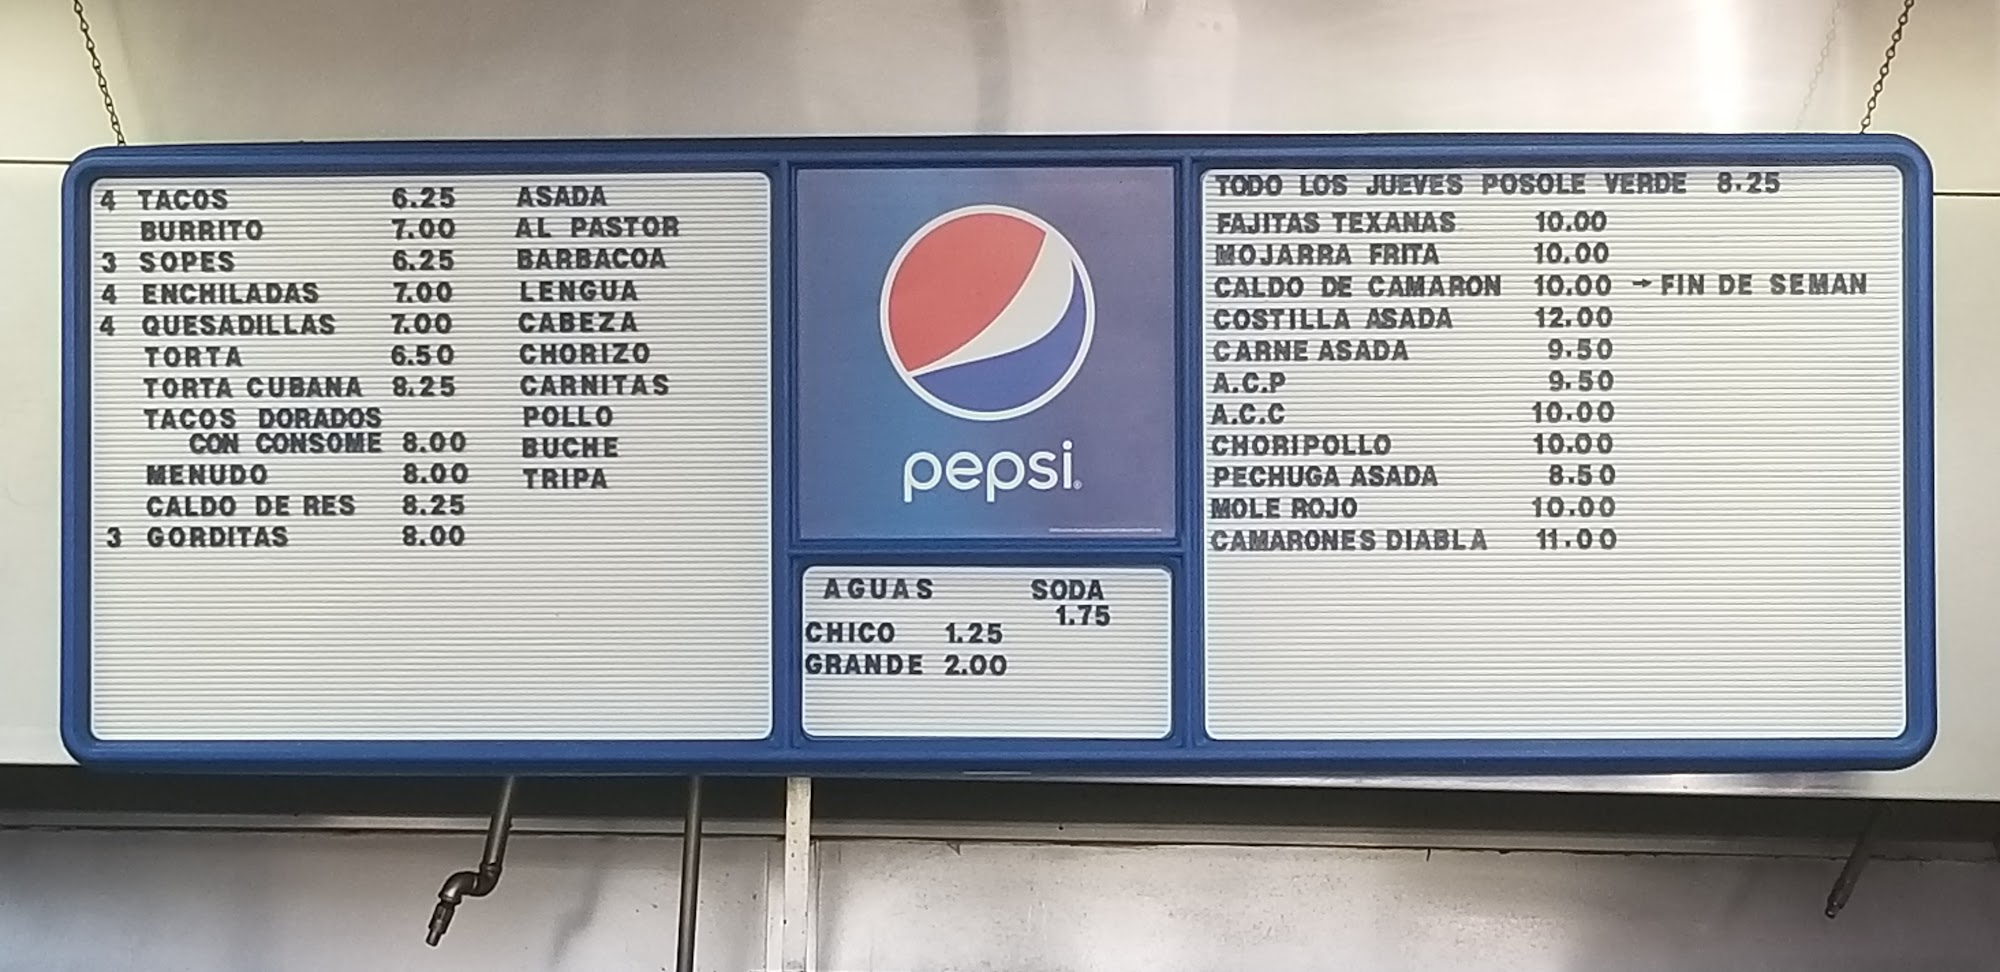 4 TACOS 6.25 ASADA
BURRITO 7.00 AL PASTOR
3 SOPES 6.25 BARBACOA
4 ENCHILADAS 7.00 LENGUA
4 QUESADILLAS 7.00 CABEZA
TORTA 6.50 CHORIZO
TORTA CUBANA 8.25 CARNITAS
TACOS DORADOS POLLO
CON CONSOME 8.00 BUCHE
MENUDO 8.00 TRIPA
CALDO DE RES 8.25
3 GORDITAS 8.00
pepsi®
AGUAS SODA
1.75
CHICO 1.25
GRANDE 2.00
TODO LOS JUEVES POSOLE VERDE 8.25
FAJITAS TEXANAS 10.00
MOJARRA FRITA 10.00
CALDO DE CAMARON 10.00 → FIN DE SEMAN
COSTILLA ASADA 12.00
CARNE ASADA 9.50
A.C.P 9.50
A.C.C 10.00
CHORIPOLLO 10.00
PECHUGA ASADA 8.50
MOLE ROJO 10.00
CAMARONES DIABLA 11.00